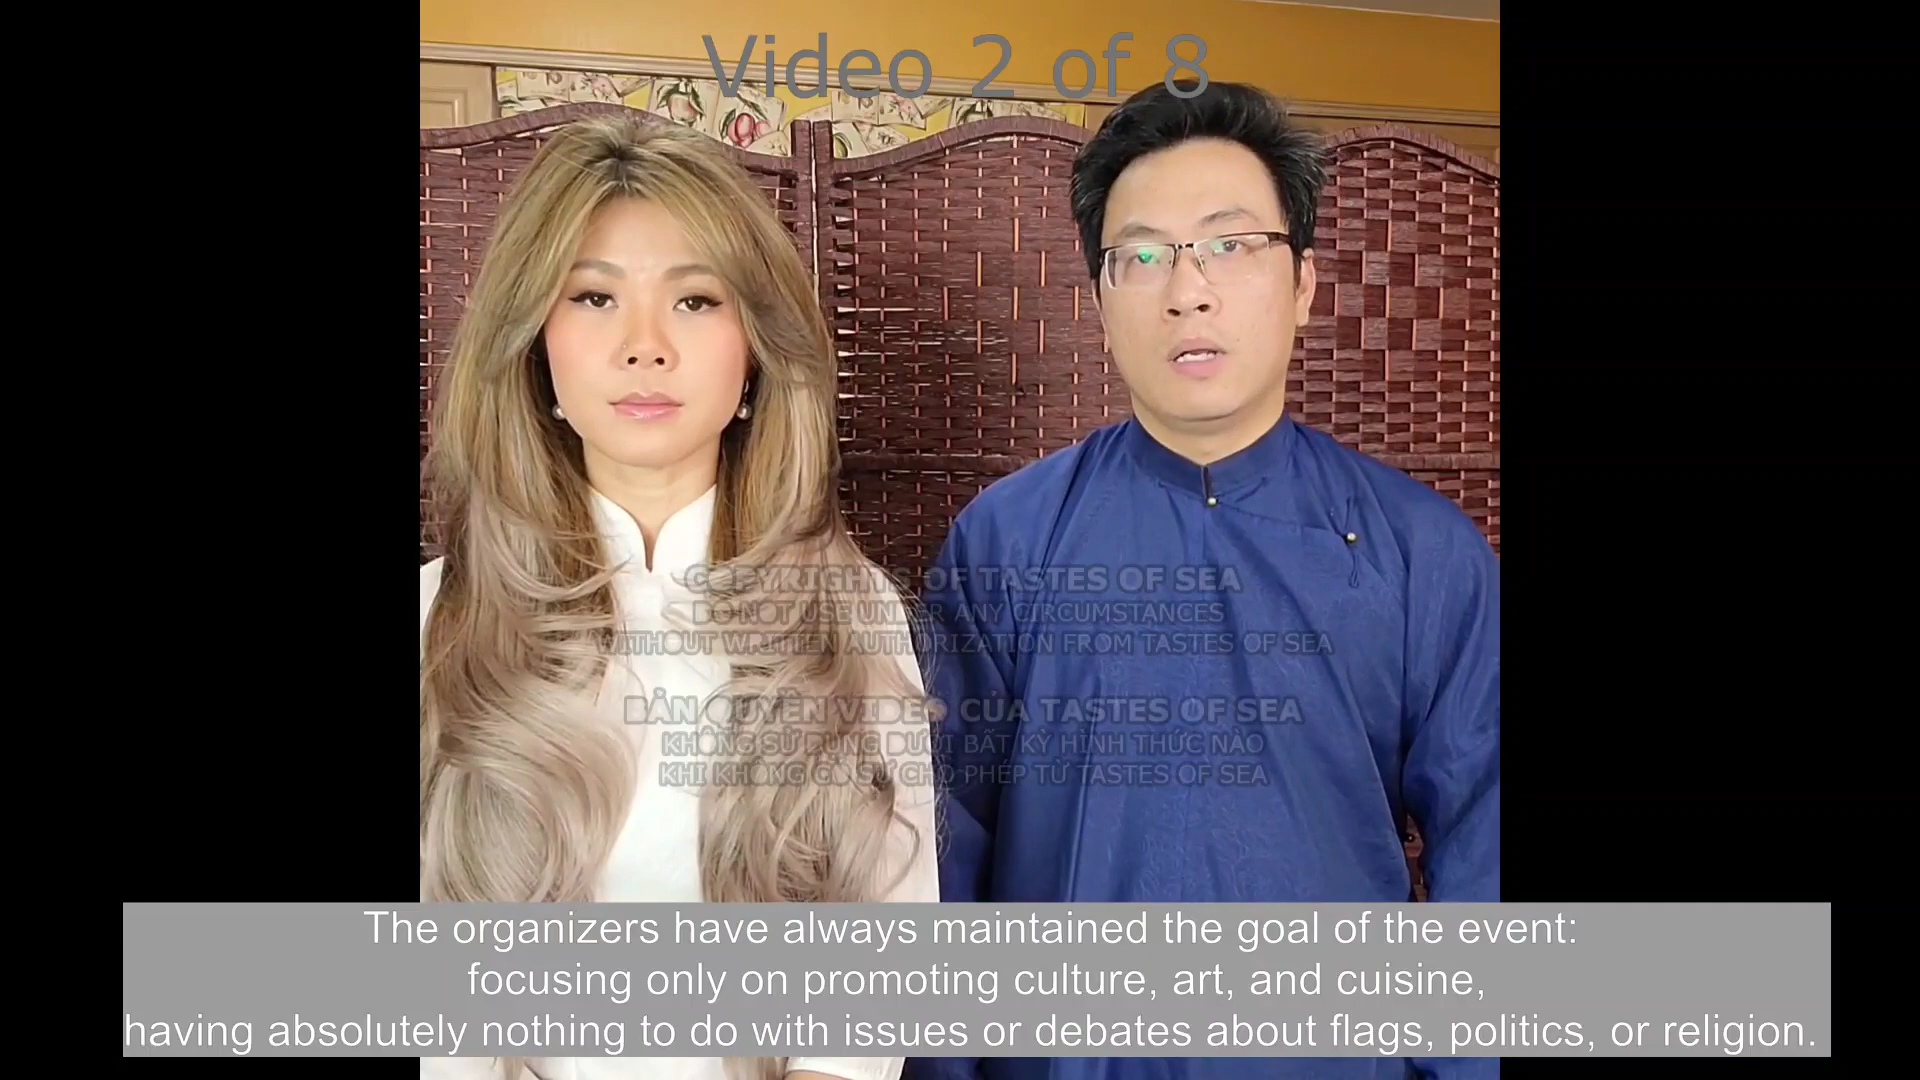 Video 2 of 8
COPYRIGHTS OF TASTES OF SEA
DO NOT USE UNDER ANY CIRCUMSTANCES
WITHOUT WRITTEN AUTHORIZATION FROM TASTES OF SEA
BẢN QUYỀN VIDEO CỦA TASTES OF SEA
KHÔNG SỬ DỤNG DƯỚI BẤT KỲ HÌNH THỨC NÀO
KHI KHÔNG CÓ SỰ CHO PHÉP TỪ TASTES OF SEA
The organizers have always maintained the goal of the event:
focusing only on promoting culture, art, and cuisine,
having absolutely nothing to do with issues or debates about flags, politics, or religion.